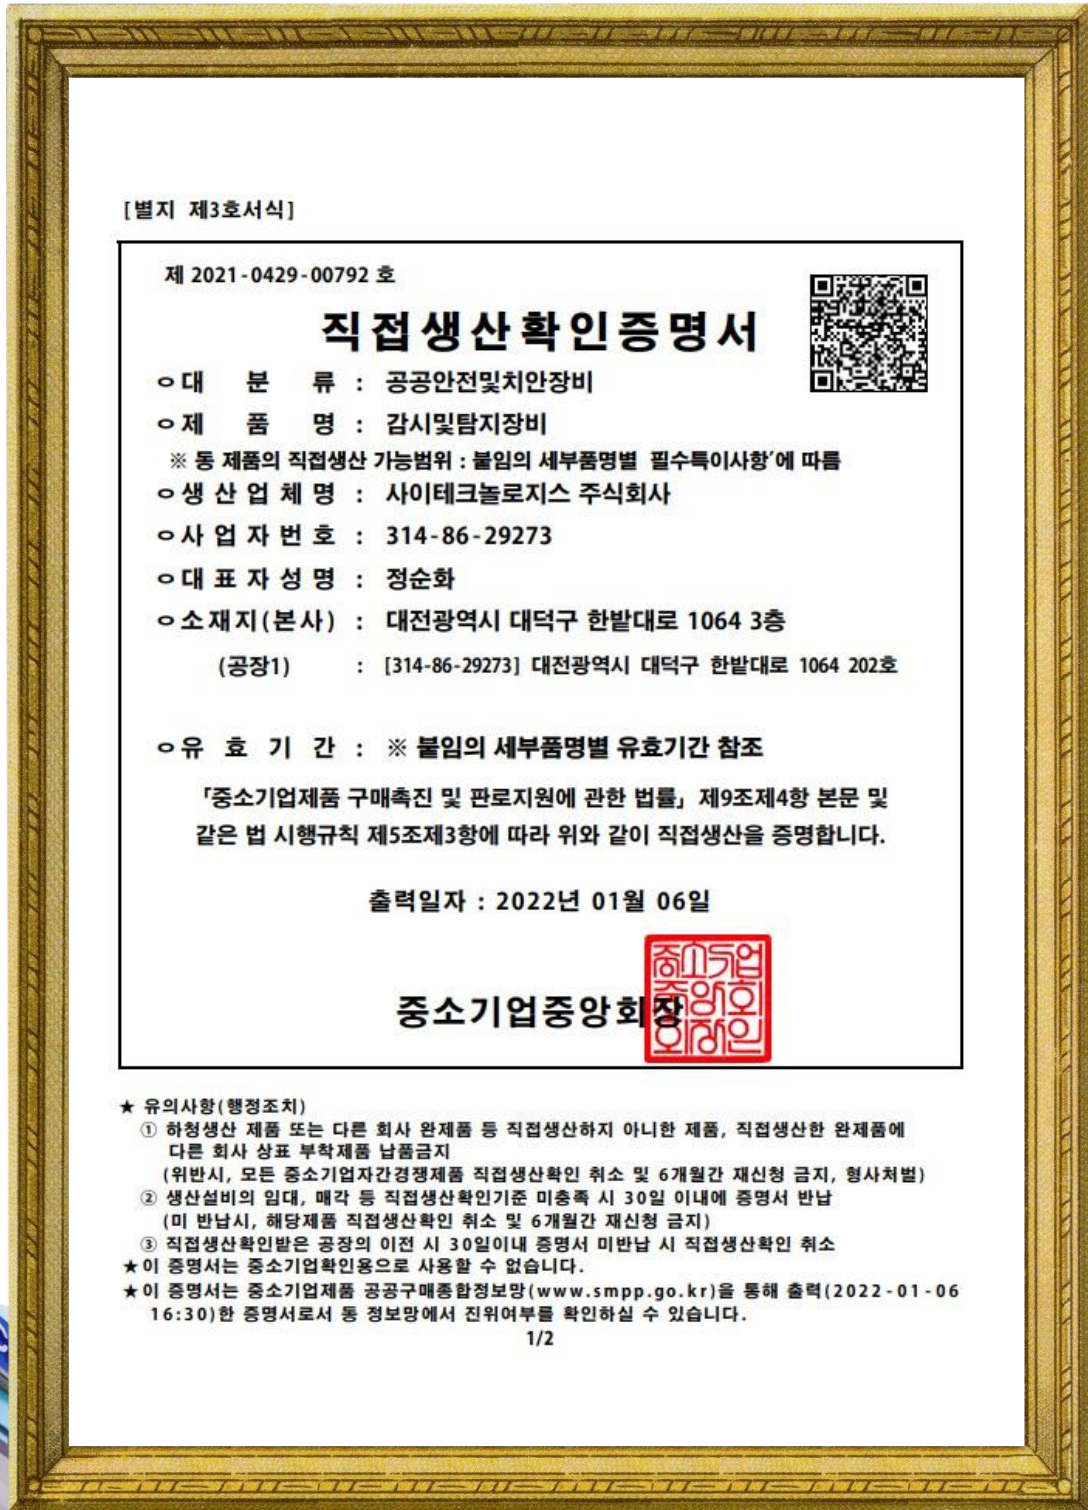 [별지 제3호서식]
제 2021-0429-00792 호
직접생산확인증명서
ㅇ대 분 류 : 공공안전및치안장비
ㅇ제 품 명 : 감시및탐지장비
※ 동 제품의 직접생산 가능범위 : 붙임의 세부품명별 필수특이사항'에 따름
ㅇ생 산 업 체 명 : 사이테크놀로지스 주식회사
ㅇ사 업 자 번 호 : 314-86-29273
ㅇ대 표 자 성 명 : 정순화
ㅇ소재지(본사) : 대전광역시 대덕구 한밭대로 1064 3층
(공장1) : [314-86-29273] 대전광역시 대덕구 한밭대로 1064 202호
ㅇ유 효 기 간 : ※ 붙임의 세부품명별 유효기간 참조
「중소기업제품 구매촉진 및 판로지원에 관한 법률」 제9조제4항 본문 및
같은 법 시행규칙 제5조제3항에 따라 위와 같이 직접생산을 증명합니다.
출력일자 : 2022년 01월 06일
중소기업중앙회장
중소기업
중앙회
회장인
★ 유의사항(행정조치)
① 하청생산 제품 또는 다른 회사 완제품 등 직접생산하지 아니한 제품, 직접생산한 완제품에
다른 회사 상표 부착제품 납품금지
(위반시, 모든 중소기업자간경쟁제품 직접생산확인 취소 및 6개월간 재신청 금지, 형사처벌)
② 생산설비의 임대, 매각 등 직접생산확인기준 미충족 시 30일 이내에 증명서 반납
(미 반납시, 해당제품 직접생산확인 취소 및 6개월간 재신청 금지)
③ 직접생산확인받은 공장의 이전 시 30일이내 증명서 미반납 시 직접생산확인 취소
★이 증명서는 중소기업확인용으로 사용할 수 없습니다.
★이 증명서는 중소기업제품 공공구매종합정보망(www.smpp.go.kr)을 통해 출력(2022-01-06
16:30)한 증명서로서 동 정보망에서 진위여부를 확인하실 수 있습니다.
1/2